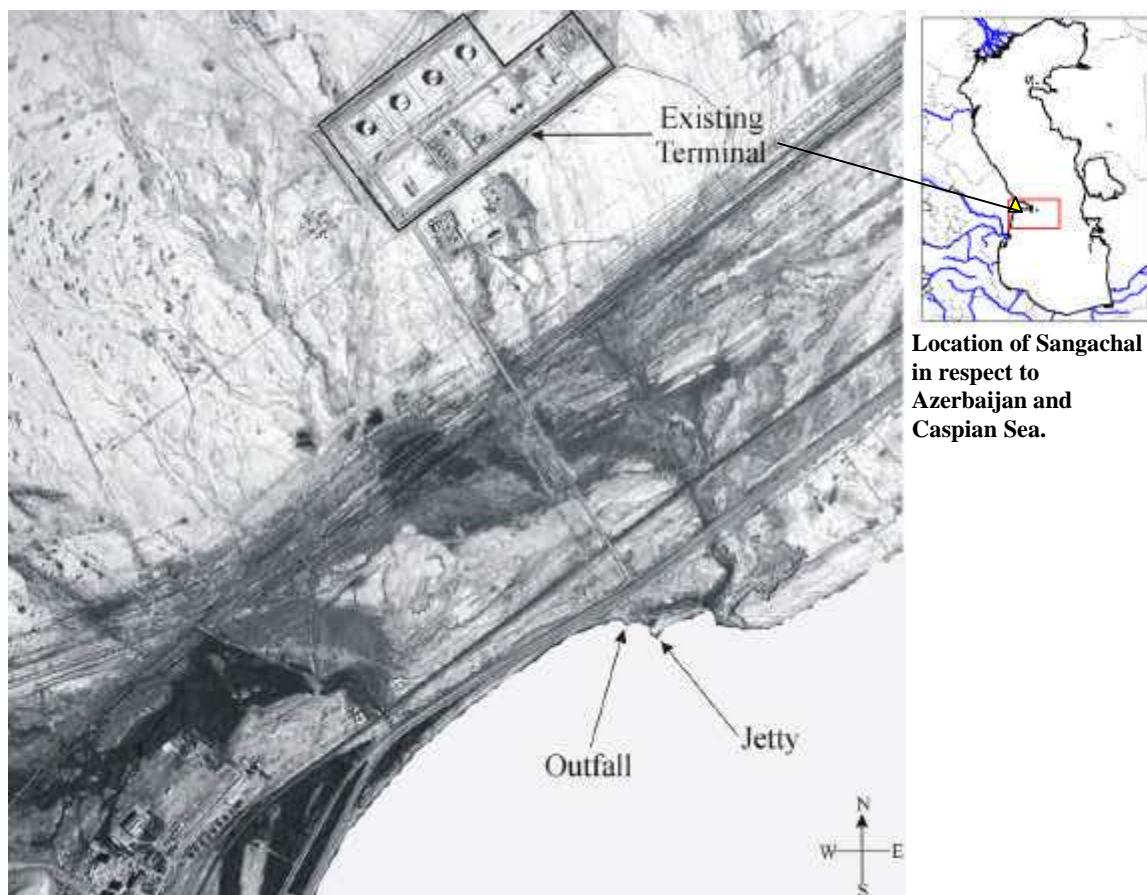 Existing
Terminal
Location of Sangachal
in respect to
Azerbaijan and
Caspian Sea.
Outfall
Jetty
N
W E
S